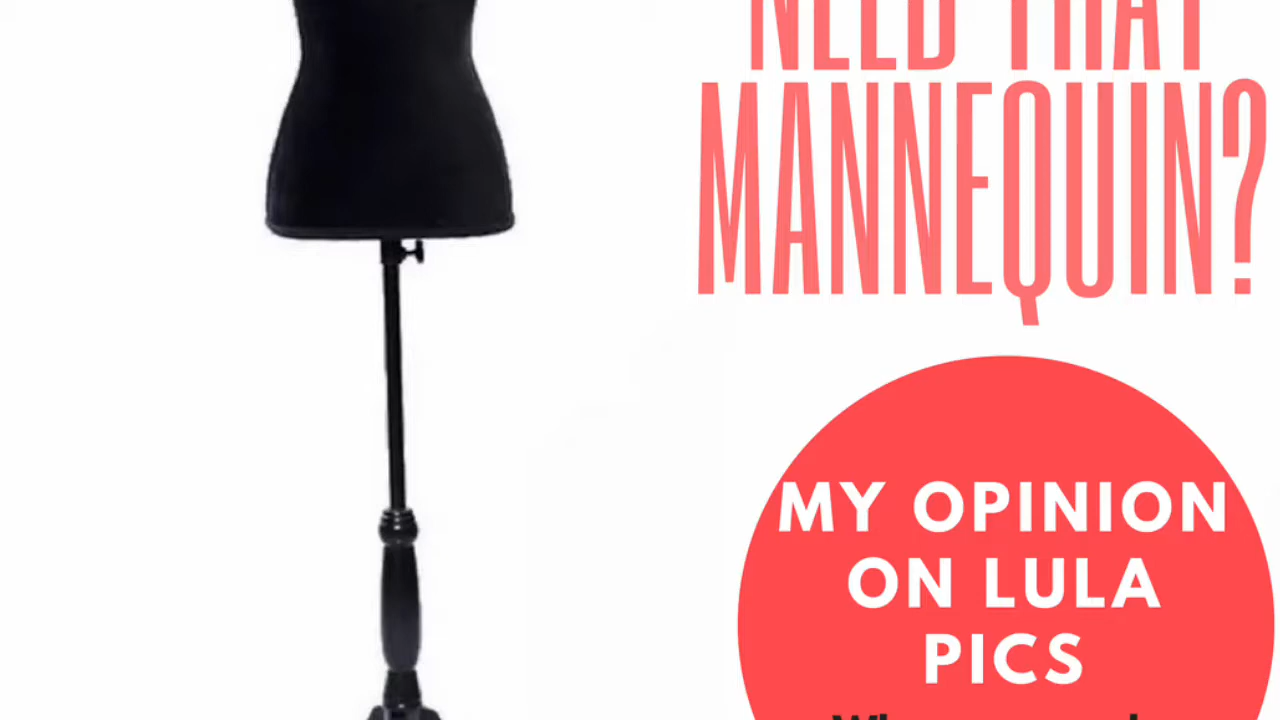 NEED THAT
MANNEQUIN?
MY OPINION
ON LULA
PICS